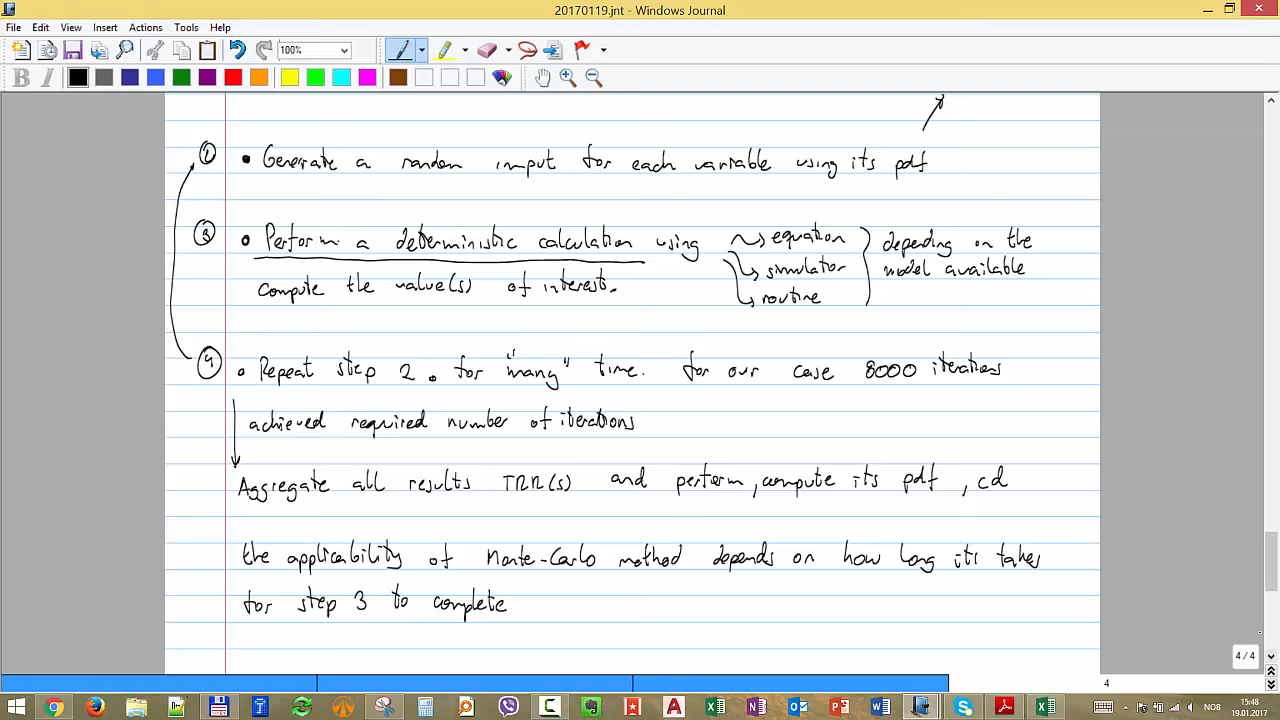 20170119.jnt - Windows Journal
File Edit View Insert Actions Tools Help
100%
B I
① • Generate a random input for each variable using its pdf
③ • Perform a deterministic calculation using equation depending on the
simulator model available
compute the value(s) of interest. routine
④ • Repeat step 2. for "many" time. for our case 8000 iterations
achieved required number of iterations
Aggregate all results TRR(s) and perform, compute its pdf, cd
the applicability of Monte-Carlo method depends on how long its takes
for step 3 to complete
4 / 4
4
NOB 15:48
19.01.2017